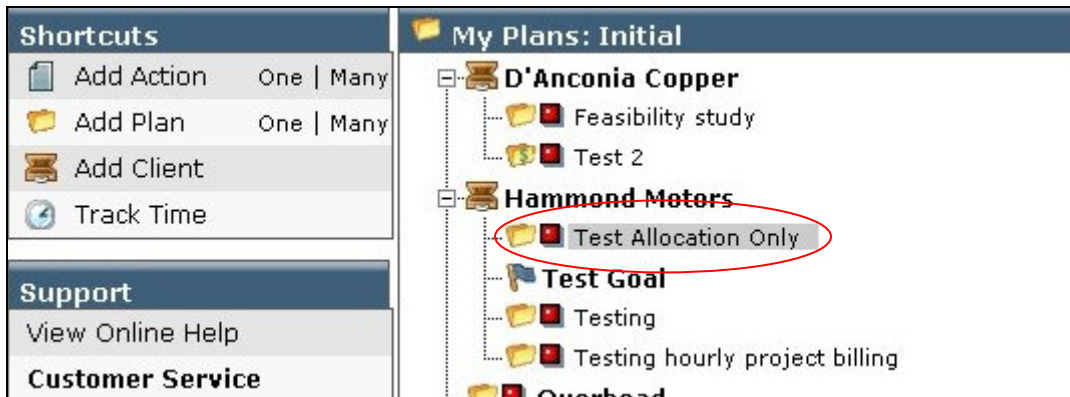 Shortcuts
Add Action One | Many
Add Plan One | Many
Add Client
Track Time
Support
View Online Help
Customer Service
My Plans: Initial
D'Anconia Copper
Feasibility study
Test 2
Hammond Motors
Test Allocation Only
Test Goal
Testing
Testing hourly project billing
Overhead